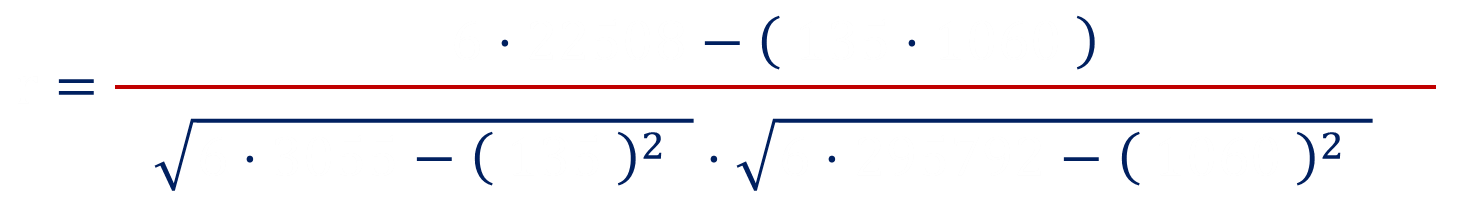 = · − ( · )
√ · − ( )² · √ · − ( )²